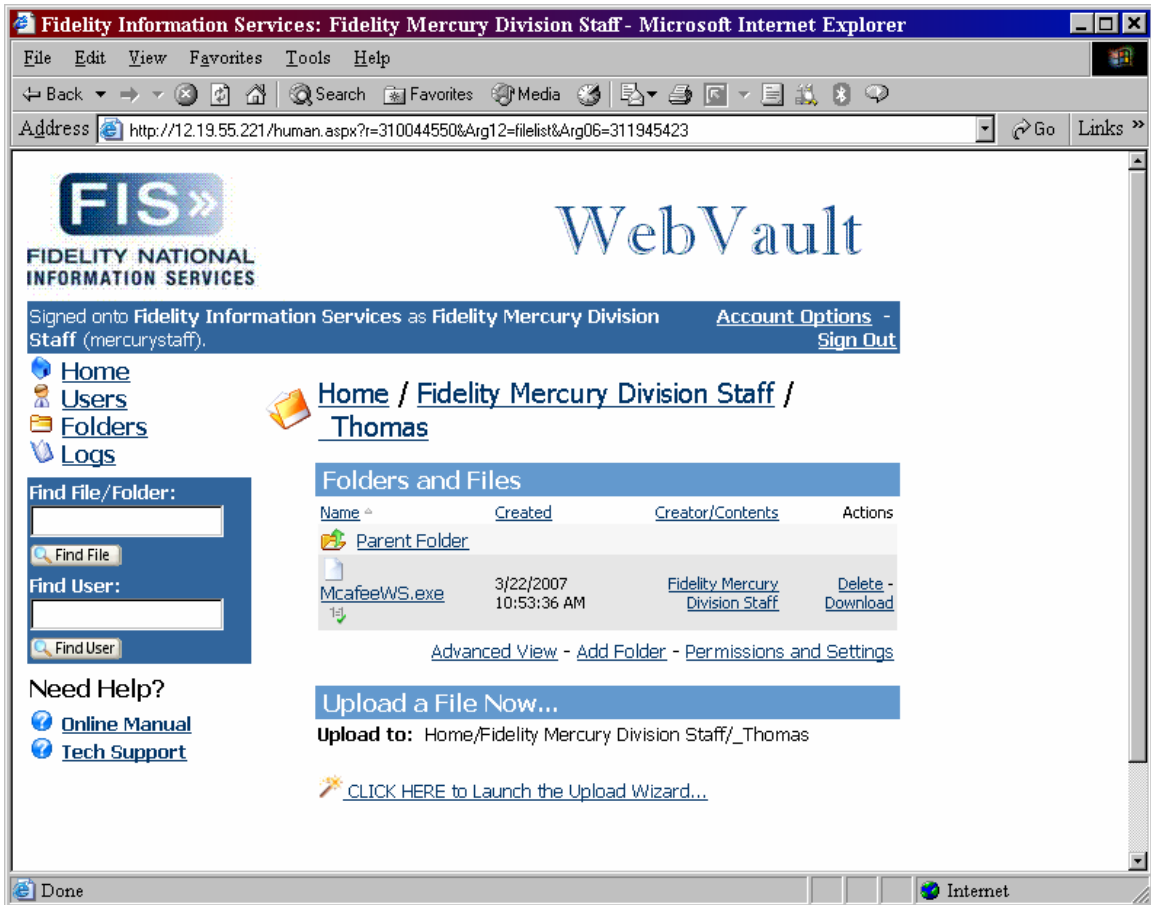 Fidelity Information Services: Fidelity Mercury Division Staff - Microsoft Internet Explorer
File Edit View Favorites Tools Help
Back Search Favorites Media
Address http://12.19.55.221/human.aspx?r=310044550&Arg12=filelist&Arg06=311945423 Go Links »
FIS»
FIDELITY NATIONAL
INFORMATION SERVICES
WebVault
Signed onto Fidelity Information Services as Fidelity Mercury Division
Staff (mercurystaff).
Account Options -
Sign Out
Home
Users
Folders
Logs
Find File/Folder:
Find File
Find User:
Find User
Need Help?
Online Manual
Tech Support
Home / Fidelity Mercury Division Staff /
_Thomas
Folders and Files
Name Created Creator/Contents Actions
Parent Folder
McafeeWS.exe
3/22/2007
10:53:36 AM
Fidelity Mercury
Division Staff
Delete -
Download
Advanced View - Add Folder - Permissions and Settings
Upload a File Now...
Upload to: Home/Fidelity Mercury Division Staff/_Thomas
CLICK HERE to Launch the Upload Wizard...
Done Internet